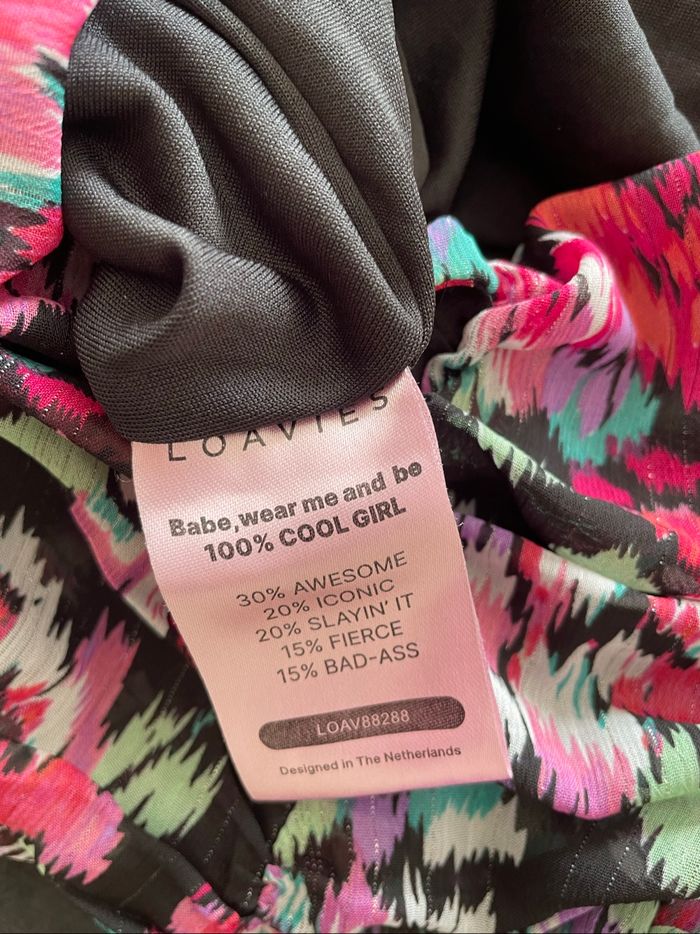 LOAVIES
Babe, wear me and be
100% COOL GIRL
30% AWESOME
20% ICONIC
20% SLAYIN' IT
15% FIERCE
15% BAD-ASS
LOAV88288
Designed in The Netherlands